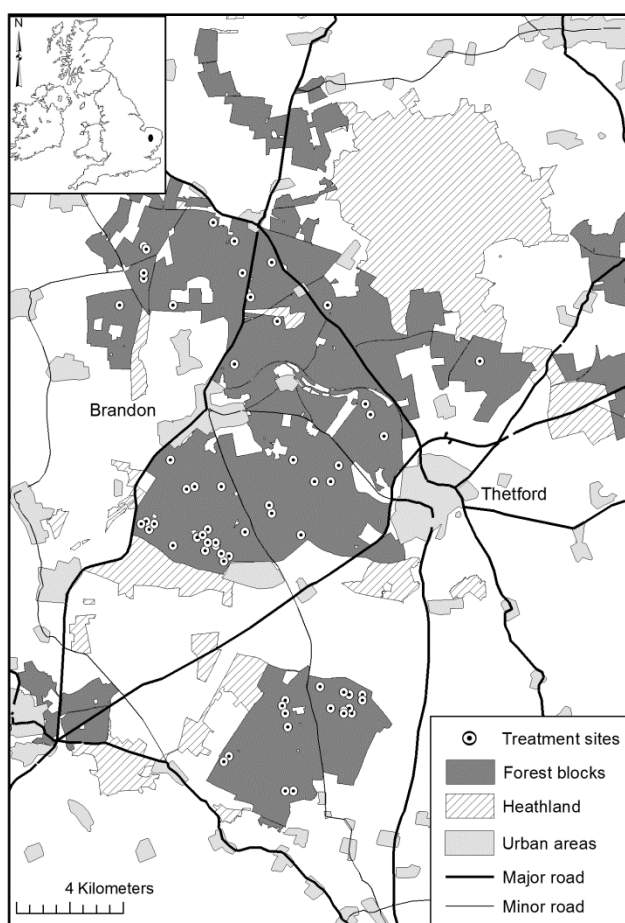 N
Brandon
Thetford
Treatment sites
Forest blocks
Heathland
Urban areas
Major road
Minor road
4 Kilometers